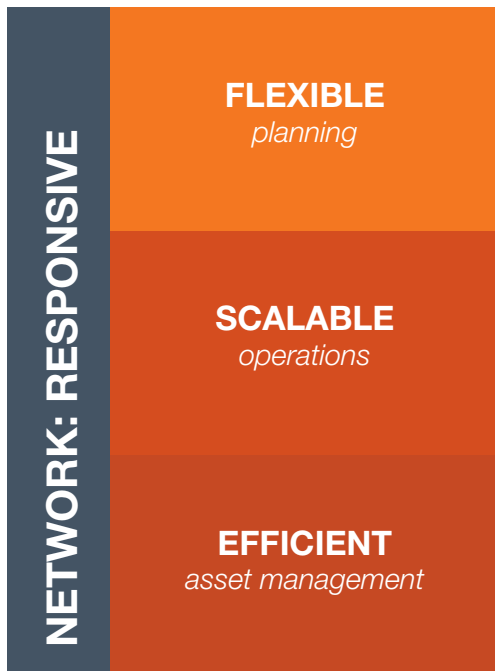 NETWORK: RESPONSIVE
FLEXIBLE
planning
SCALABLE
operations
EFFICIENT
asset management